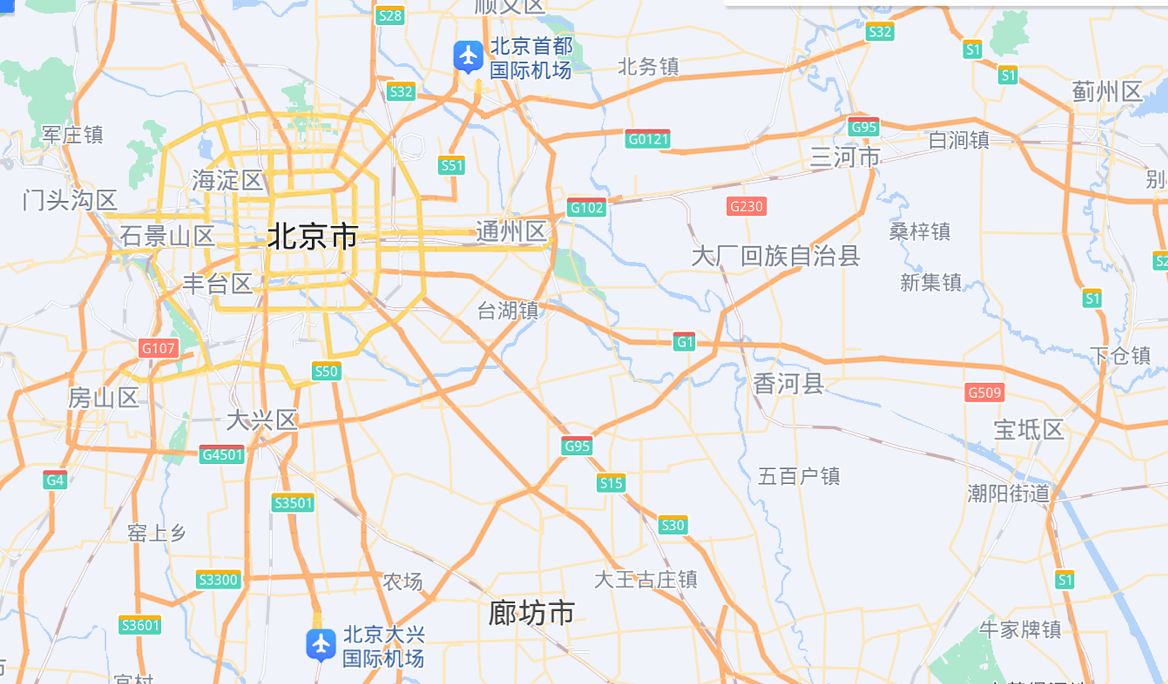 顺义区
S28
北京首都
国际机场
S32
S1
北务镇
S1
蓟州区
S32
军庄镇
G0121
G95
白涧镇
三河市
S51
海淀区
门头沟区
别
G102
G230
石景山区
北京市
通州区
桑梓镇
大厂回族自治县
丰台区
新集镇
S1
台湖镇
G107
G1
下仓镇
S50
香河县
房山区
G509
大兴区
宝坻区
G4501
G95
G4
五百户镇
S15
潮阳街道
S3501
S30
窑上乡
S3300
农场
大王古庄镇
S1
廊坊市
S3601
牛家牌镇
北京大兴
国际机场